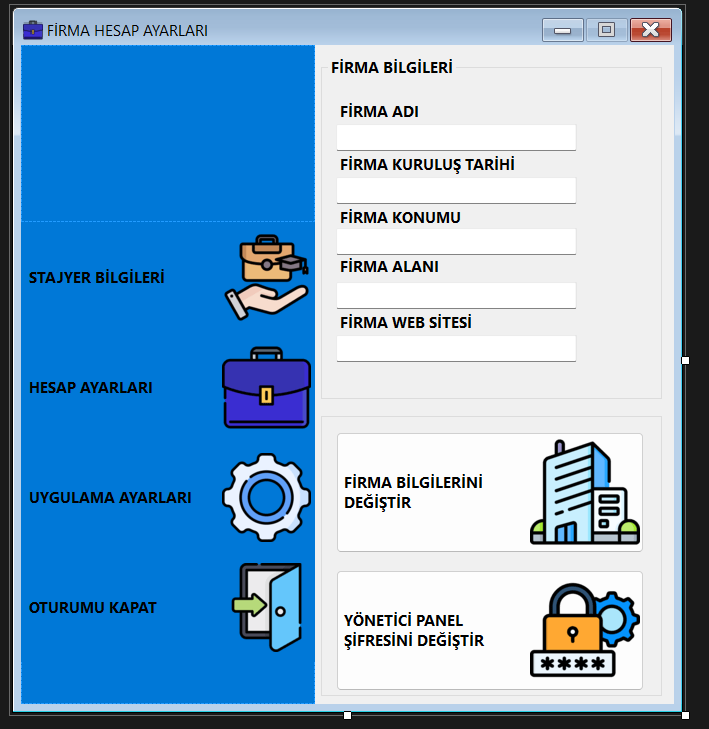 FİRMA HESAP AYARLARI
STAJYER BİLGİLERİ
HESAP AYARLARI
UYGULAMA AYARLARI
OTURUMU KAPAT
FİRMA BİLGİLERİ
FİRMA ADI
FİRMA KURULUŞ TARİHİ
FİRMA KONUMU
FİRMA ALANI
FİRMA WEB SİTESİ
FİRMA BİLGİLERİNİ
DEĞİŞTİR
YÖNETİCİ PANEL
ŞİFRESİNİ DEĞİŞTİR
****